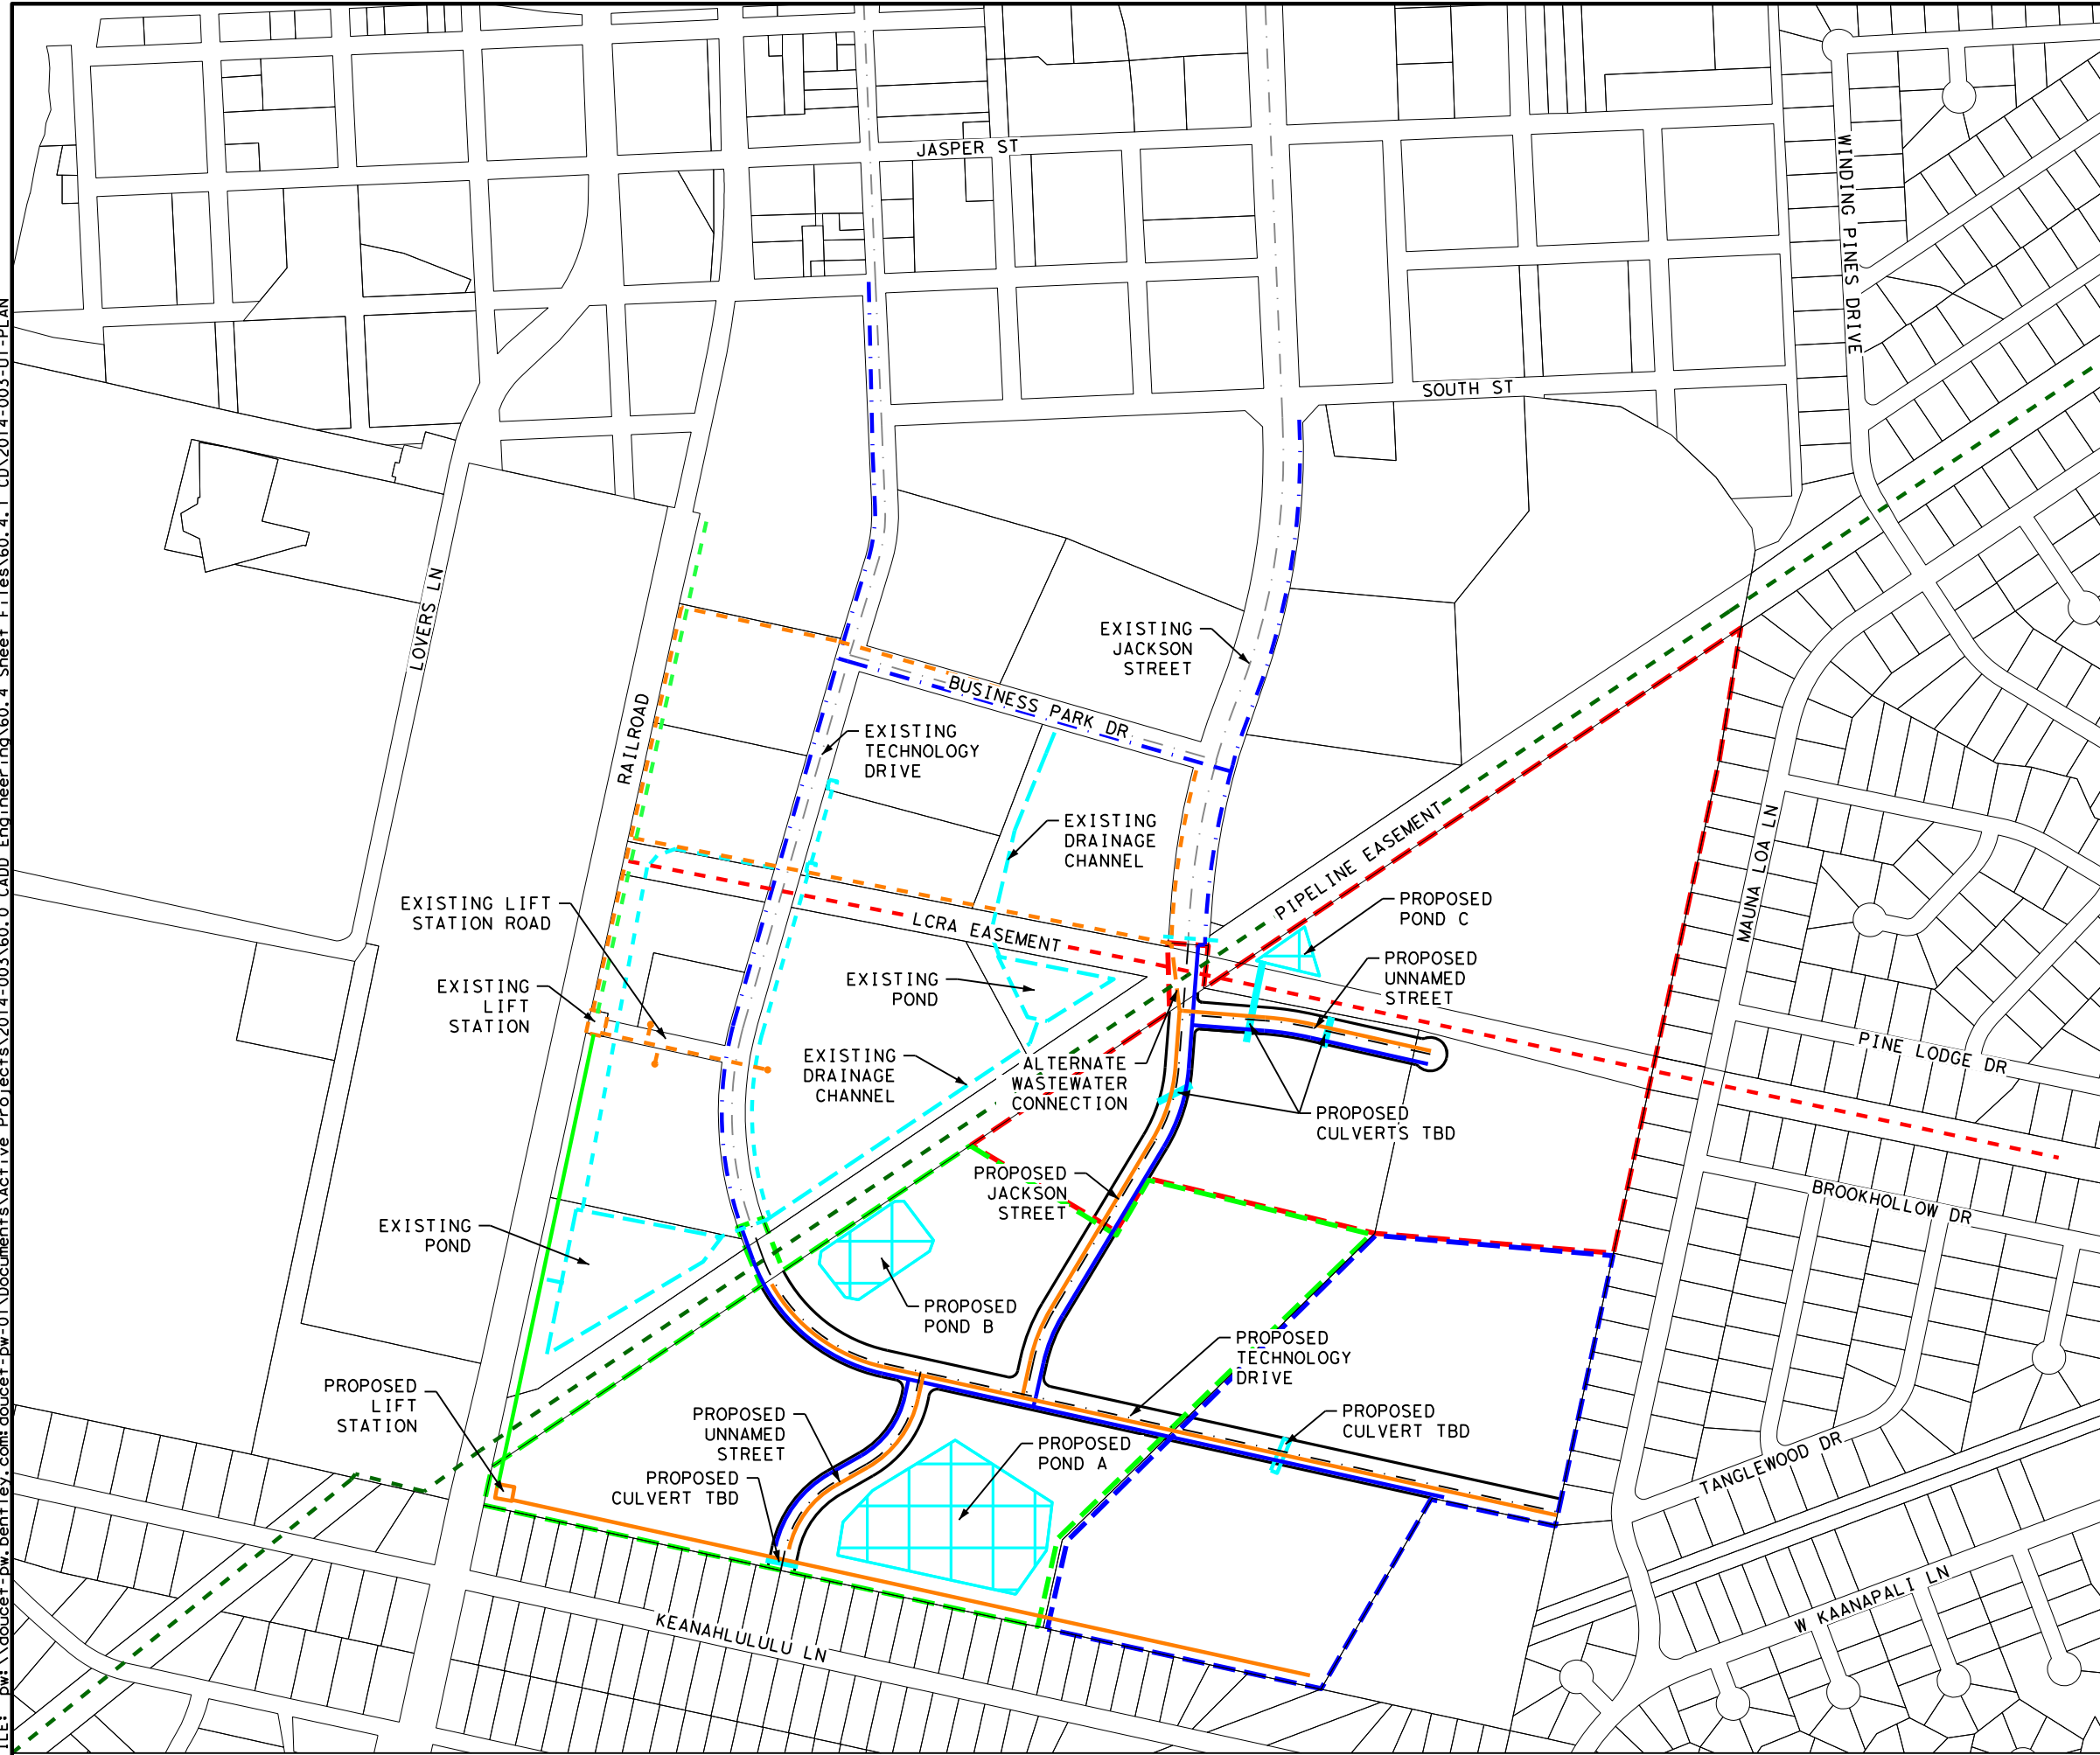 JASPER ST
WINDING PINES DRIVE
SOUTH ST
LOVERS LN
EXISTING
JACKSON
STREET
RAILROAD
BUSINESS PARK DR
EXISTING
TECHNOLOGY
DRIVE
EXISTING
DRAINAGE
CHANNEL
PIPELINE EASEMENT
MAUNA LOA LN
EXISTING LIFT
STATION ROAD
LCRA EASEMENT
PROPOSED
POND C
EXISTING
POND
PROPOSED
UNNAMED
STREET
EXISTING
LIFT
STATION
PINE LODGE DR
EXISTING
DRAINAGE
CHANNEL
ALTERNATE
WASTEWATER
CONNECTION
PROPOSED
CULVERTS TBD
PROPOSED
JACKSON
STREET
BROOKHOLLOW DR
EXISTING
POND
PROPOSED
POND B
PROPOSED
TECHNOLOGY
DRIVE
PROPOSED
LIFT
STATION
PROPOSED
UNNAMED
STREET
PROPOSED
CULVERT TBD
PROPOSED
POND A
TANGLEWOOD DR
PROPOSED
CULVERT TBD
W KAANAPALI LN
KEANAHLULULU LN